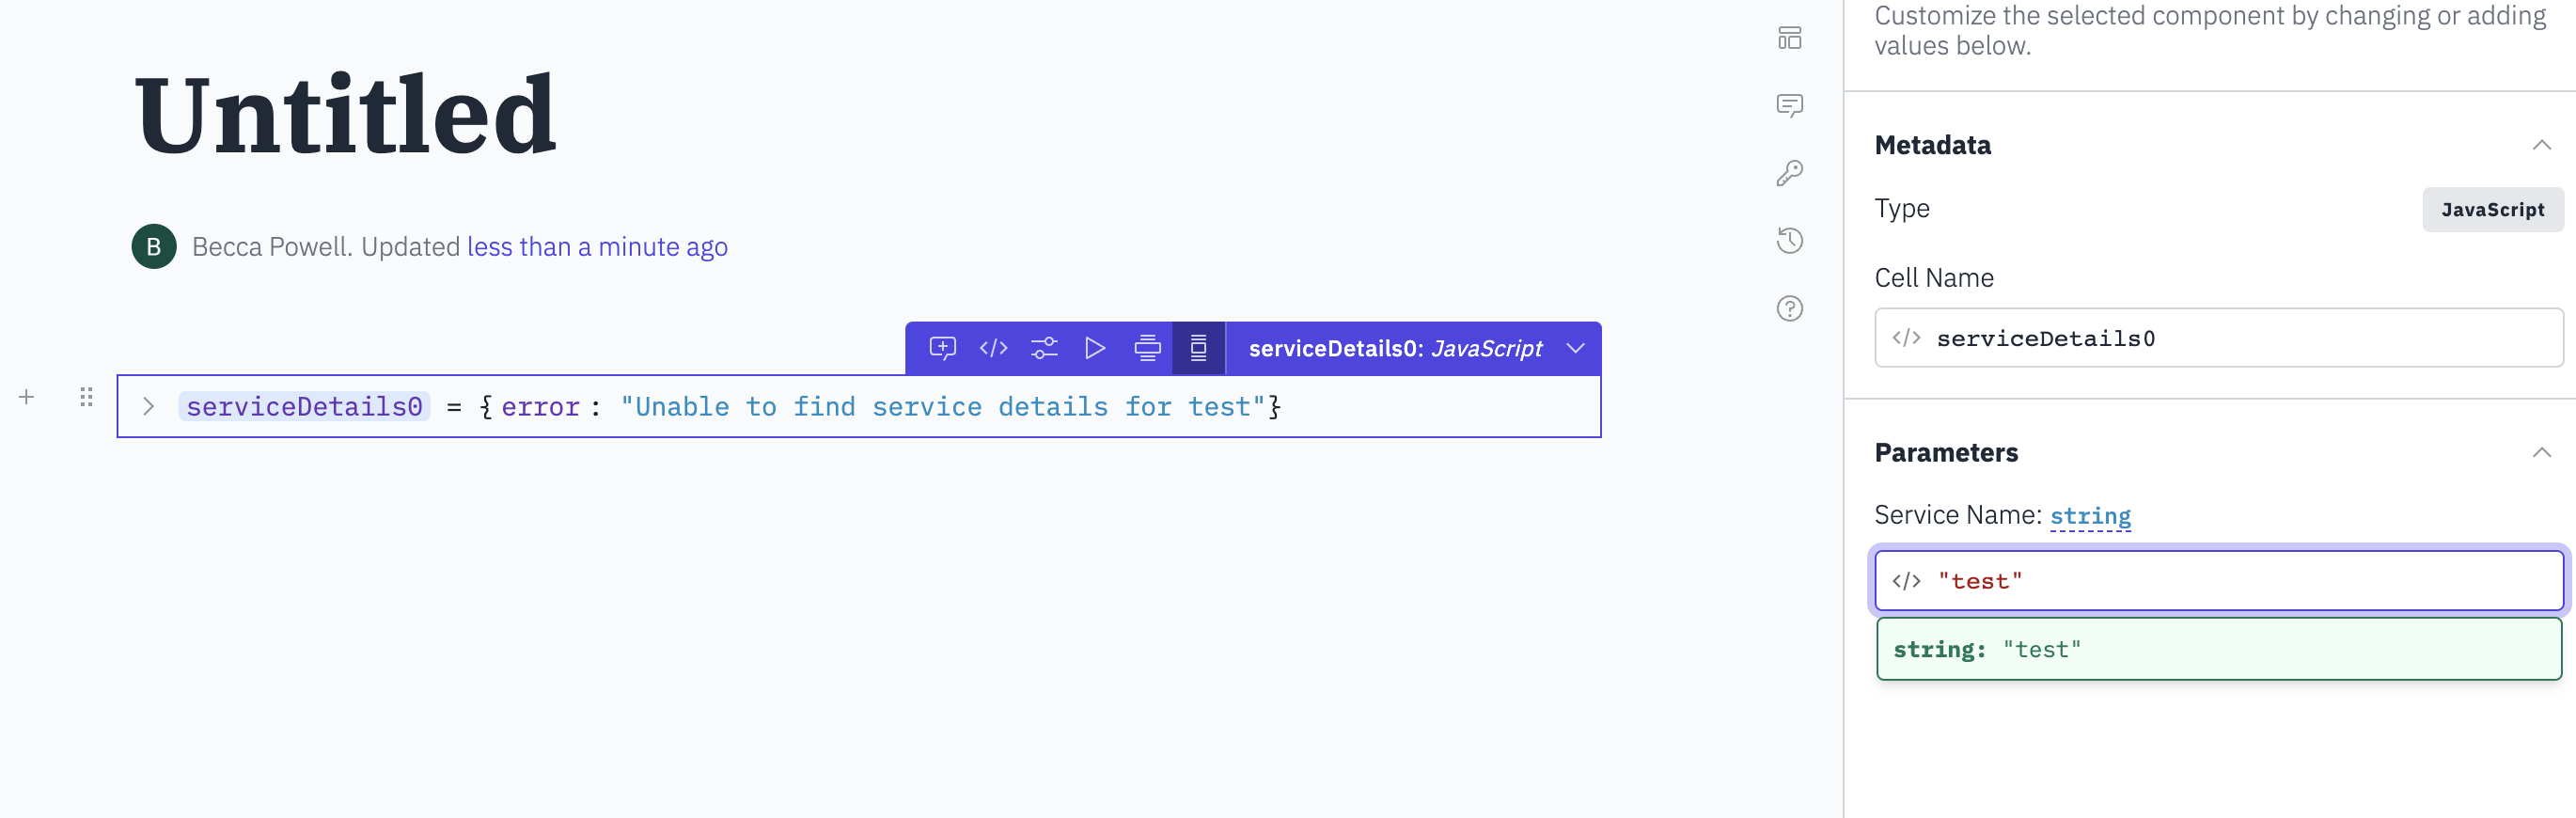 Untitled
B Becca Powell. Updated less than a minute ago
serviceDetails0: JavaScript
serviceDetails0 = {error: "Unable to find service details for test"}
Customize the selected component by changing or adding
values below.
Metadata
Type JavaScript
Cell Name
</> serviceDetails0
Parameters
Service Name: string
</> "test"
string: "test"